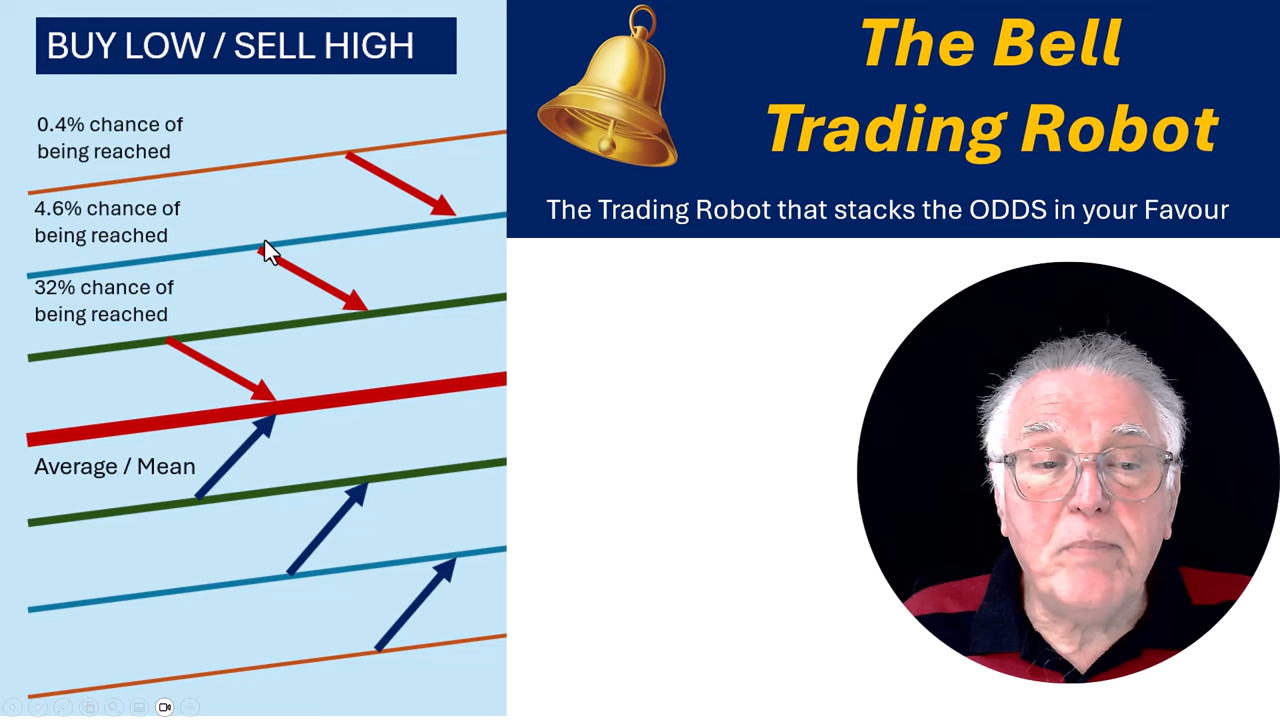 BUY LOW / SELL HIGH
0.4% chance of
being reached
4.6% chance of
being reached
32% chance of
being reached
Average / Mean
The Bell
Trading Robot
The Trading Robot that stacks the ODDS in your Favour